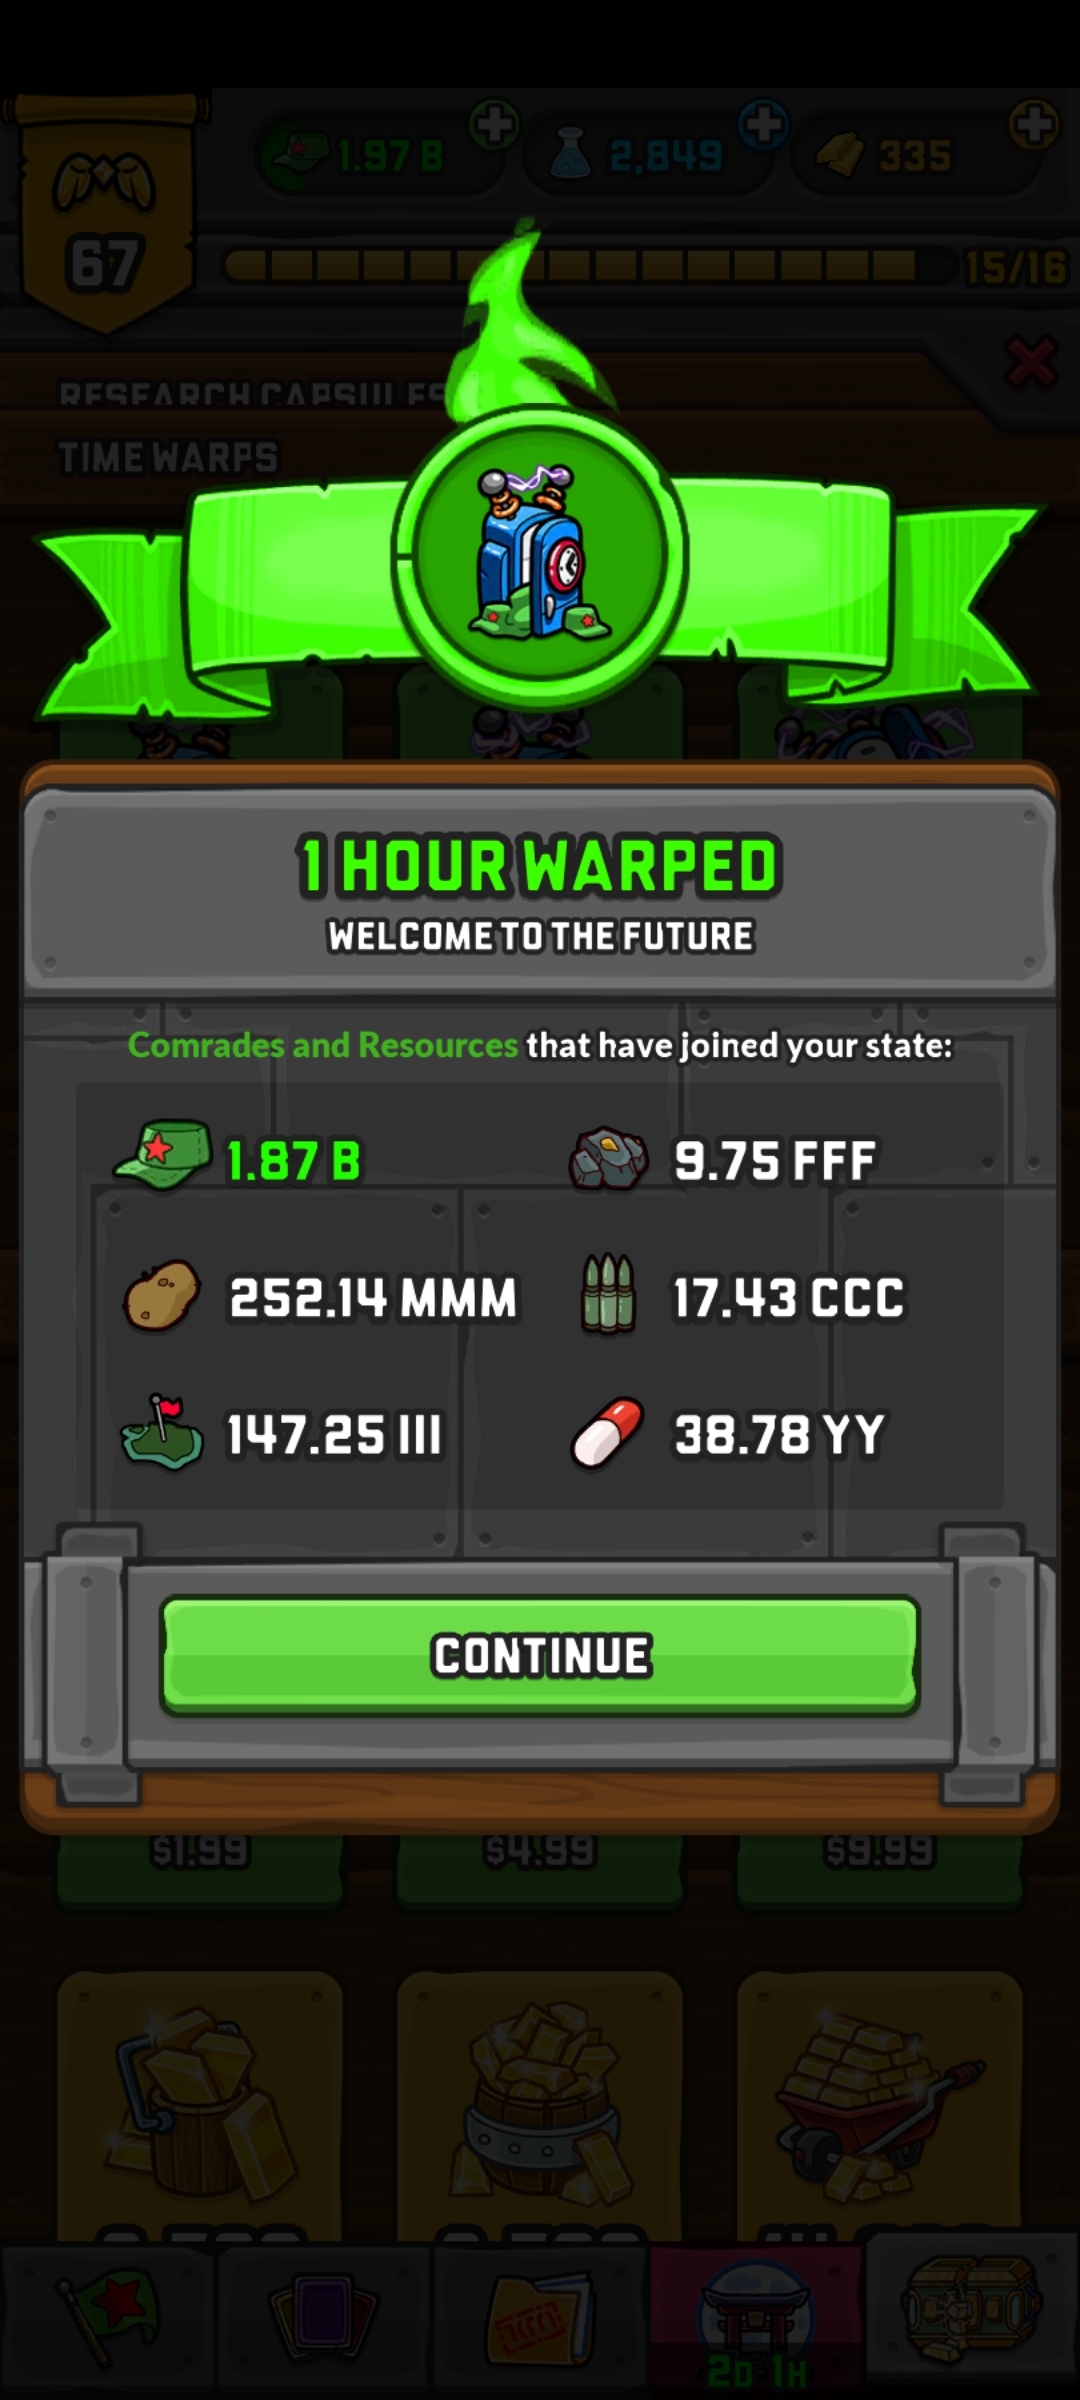 1.97 B
2,849
335
67
15/16
RESEARCH CAPSULES
TIME WARPS
1 HOUR WARPED
WELCOME TO THE FUTURE
Comrades and Resources that have joined your state:
1.87 B
9.75 FFF
252.14 MMM
17.43 CCC
147.25 III
38.78 YY
CONTINUE
$1.99
$4.99
$9.99
2D 1H